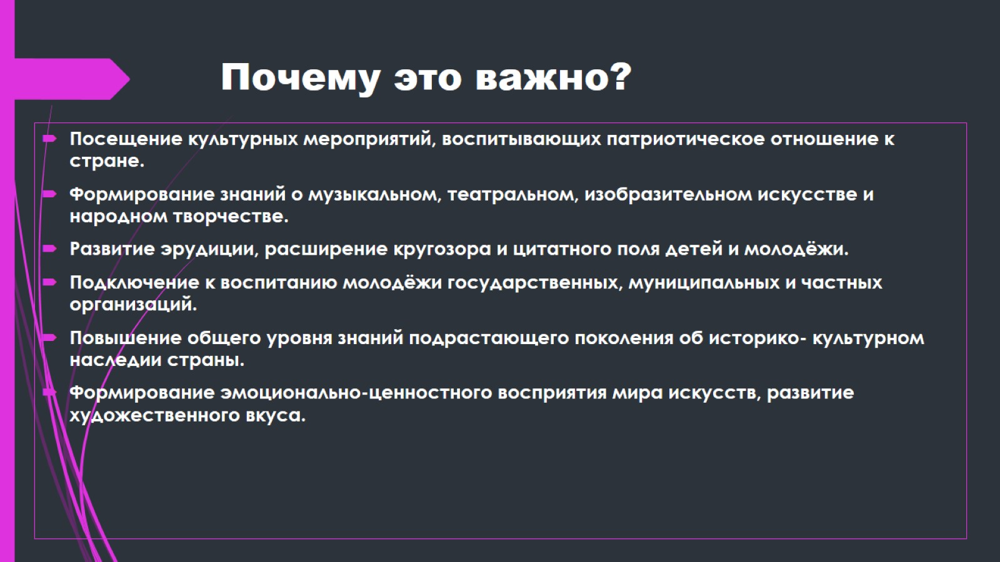 Почему это важно?
Посещение культурных мероприятий, воспитывающих патриотическое отношение к
стране.
Формирование знаний о музыкальном, театральном, изобразительном искусстве и
народном творчестве.
Развитие эрудиции, расширение кругозора и цитатного поля детей и молодёжи.
Подключение к воспитанию молодёжи государственных, муниципальных и частных
организаций.
Повышение общего уровня знаний подрастающего поколения об историко- культурном
наследии страны.
Формирование эмоционально-ценностного восприятия мира искусств, развитие
художественного вкуса.